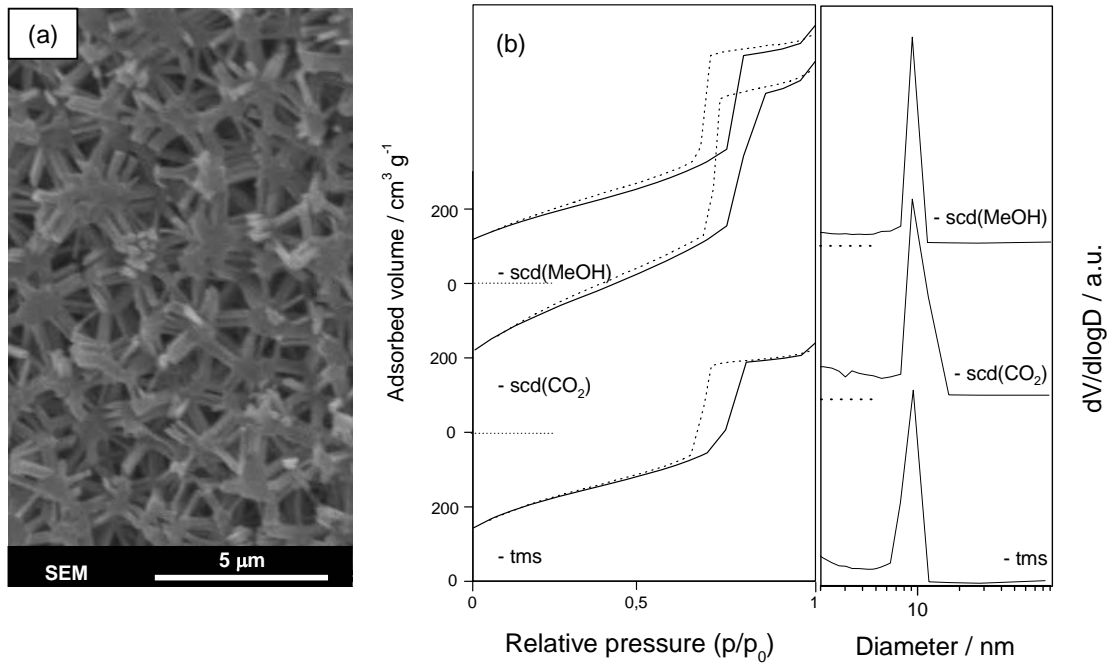 (a)
SEM
5 μm
(b)
Adsorbed volume / cm³ g⁻¹
200
0
200
0
200
0
- scd(MeOH)
- scd(CO₂)
- tms
0
0,5
1
Relative pressure (p/p₀)
- scd(MeOH)
- scd(CO₂)
- tms
10
Diameter / nm
dV/dlogD / a.u.